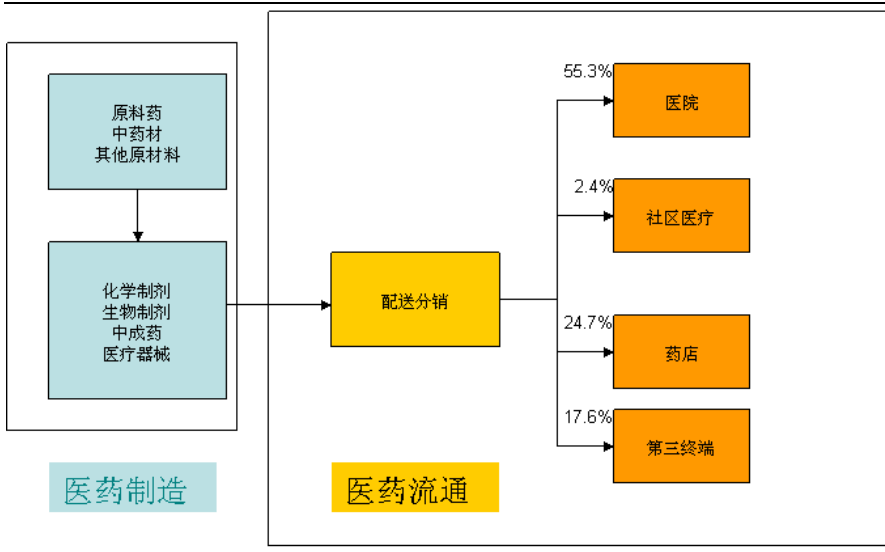 原料药
中药材
其他原材料
化学制剂
生物制剂
中成药
医疗器械
医药制造
配送分销
医药流通
55.3%
医院
2.4%
社区医疗
24.7%
药店
17.6%
第三终端